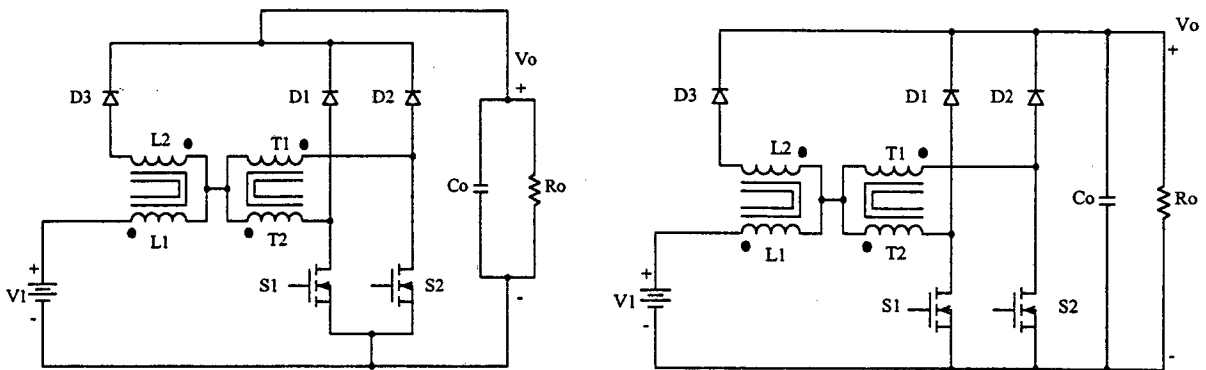 Vo
+
D3
D1
D2
L2
T1
Co
Ro
L1
T2
+
V1
-
S1
S2
-
Vo
+
D3
D1
D2
L2
T1
Co
Ro
L1
T2
+
V1
-
S1
S2
-